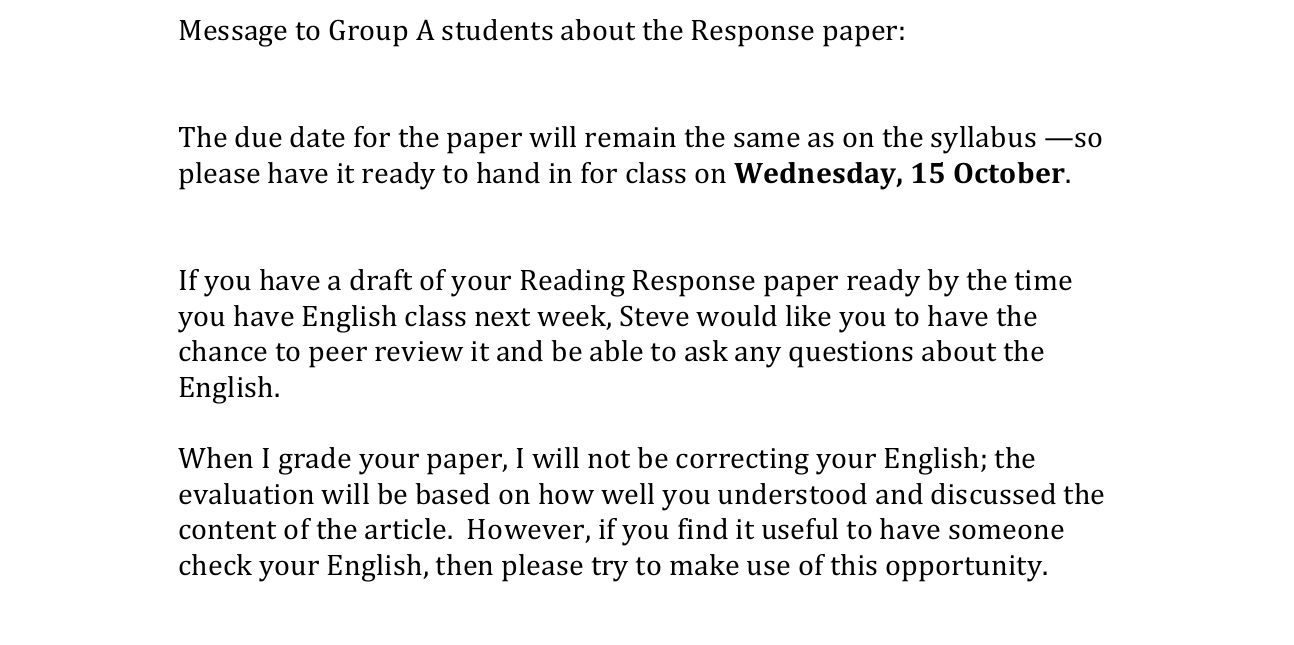 Message to Group A students about the Response paper:
The due date for the paper will remain the same as on the syllabus —so
please have it ready to hand in for class on Wednesday, 15 October.
If you have a draft of your Reading Response paper ready by the time
you have English class next week, Steve would like you to have the
chance to peer review it and be able to ask any questions about the
English.
When I grade your paper, I will not be correcting your English; the
evaluation will be based on how well you understood and discussed the
content of the article.  However, if you find it useful to have someone
check your English, then please try to make use of this opportunity.